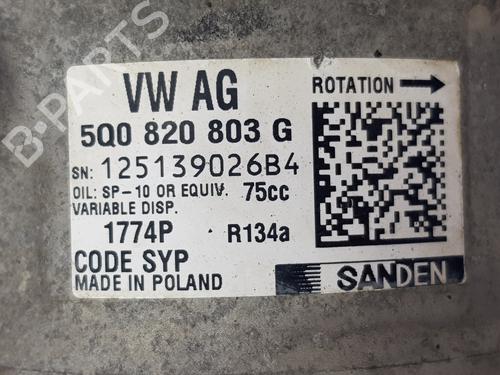 B-PARTS
VW AG
ROTATION →
5Q0 820 803 G
SN: 125139026B4
OIL: SP-10 OR EQUIV. 75cc
VARIABLE DISP.
1774P R134a
CODE SYP
MADE IN POLAND
SANDEN